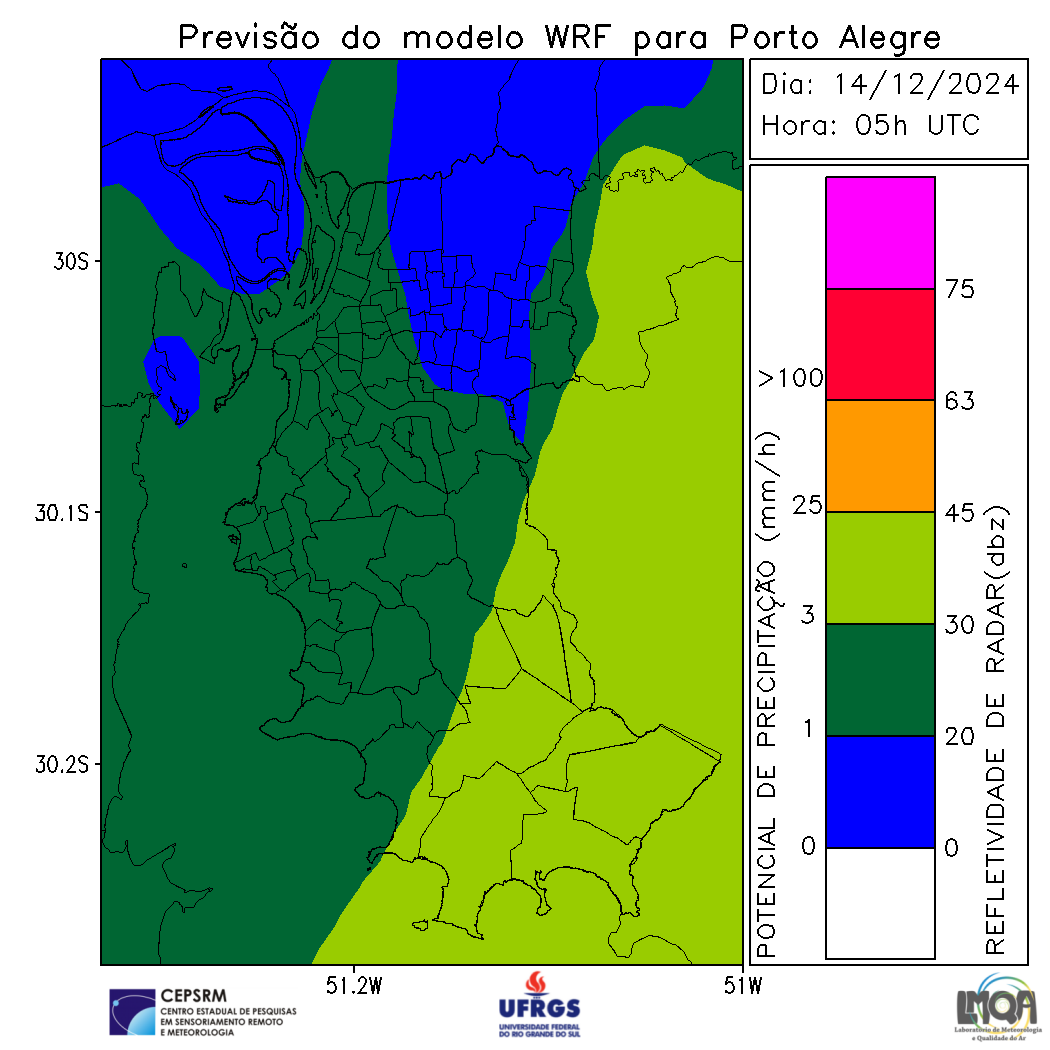 Previsão do modelo WRF para Porto Alegre
Dia: 14/12/2024
Hora: 05h UTC
30S
30.1S
30.2S
51.2W
51W
POTENCIAL DE PRECIPITAÇÃO (mm/h)
>100
25
3
1
0
75
63
45
30
20
0
REFLETIVIDADE DE RADAR(dbz)
CEPSRM
CENTRO ESTADUAL DE PESQUISAS
EM SENSORIAMENTO REMOTO
E METEOROLOGIA
UFRGS
UNIVERSIDADE FEDERAL
DO RIO GRANDE DO SUL
LMQA
Laboratório de Meteorologia
e Qualidade do Ar